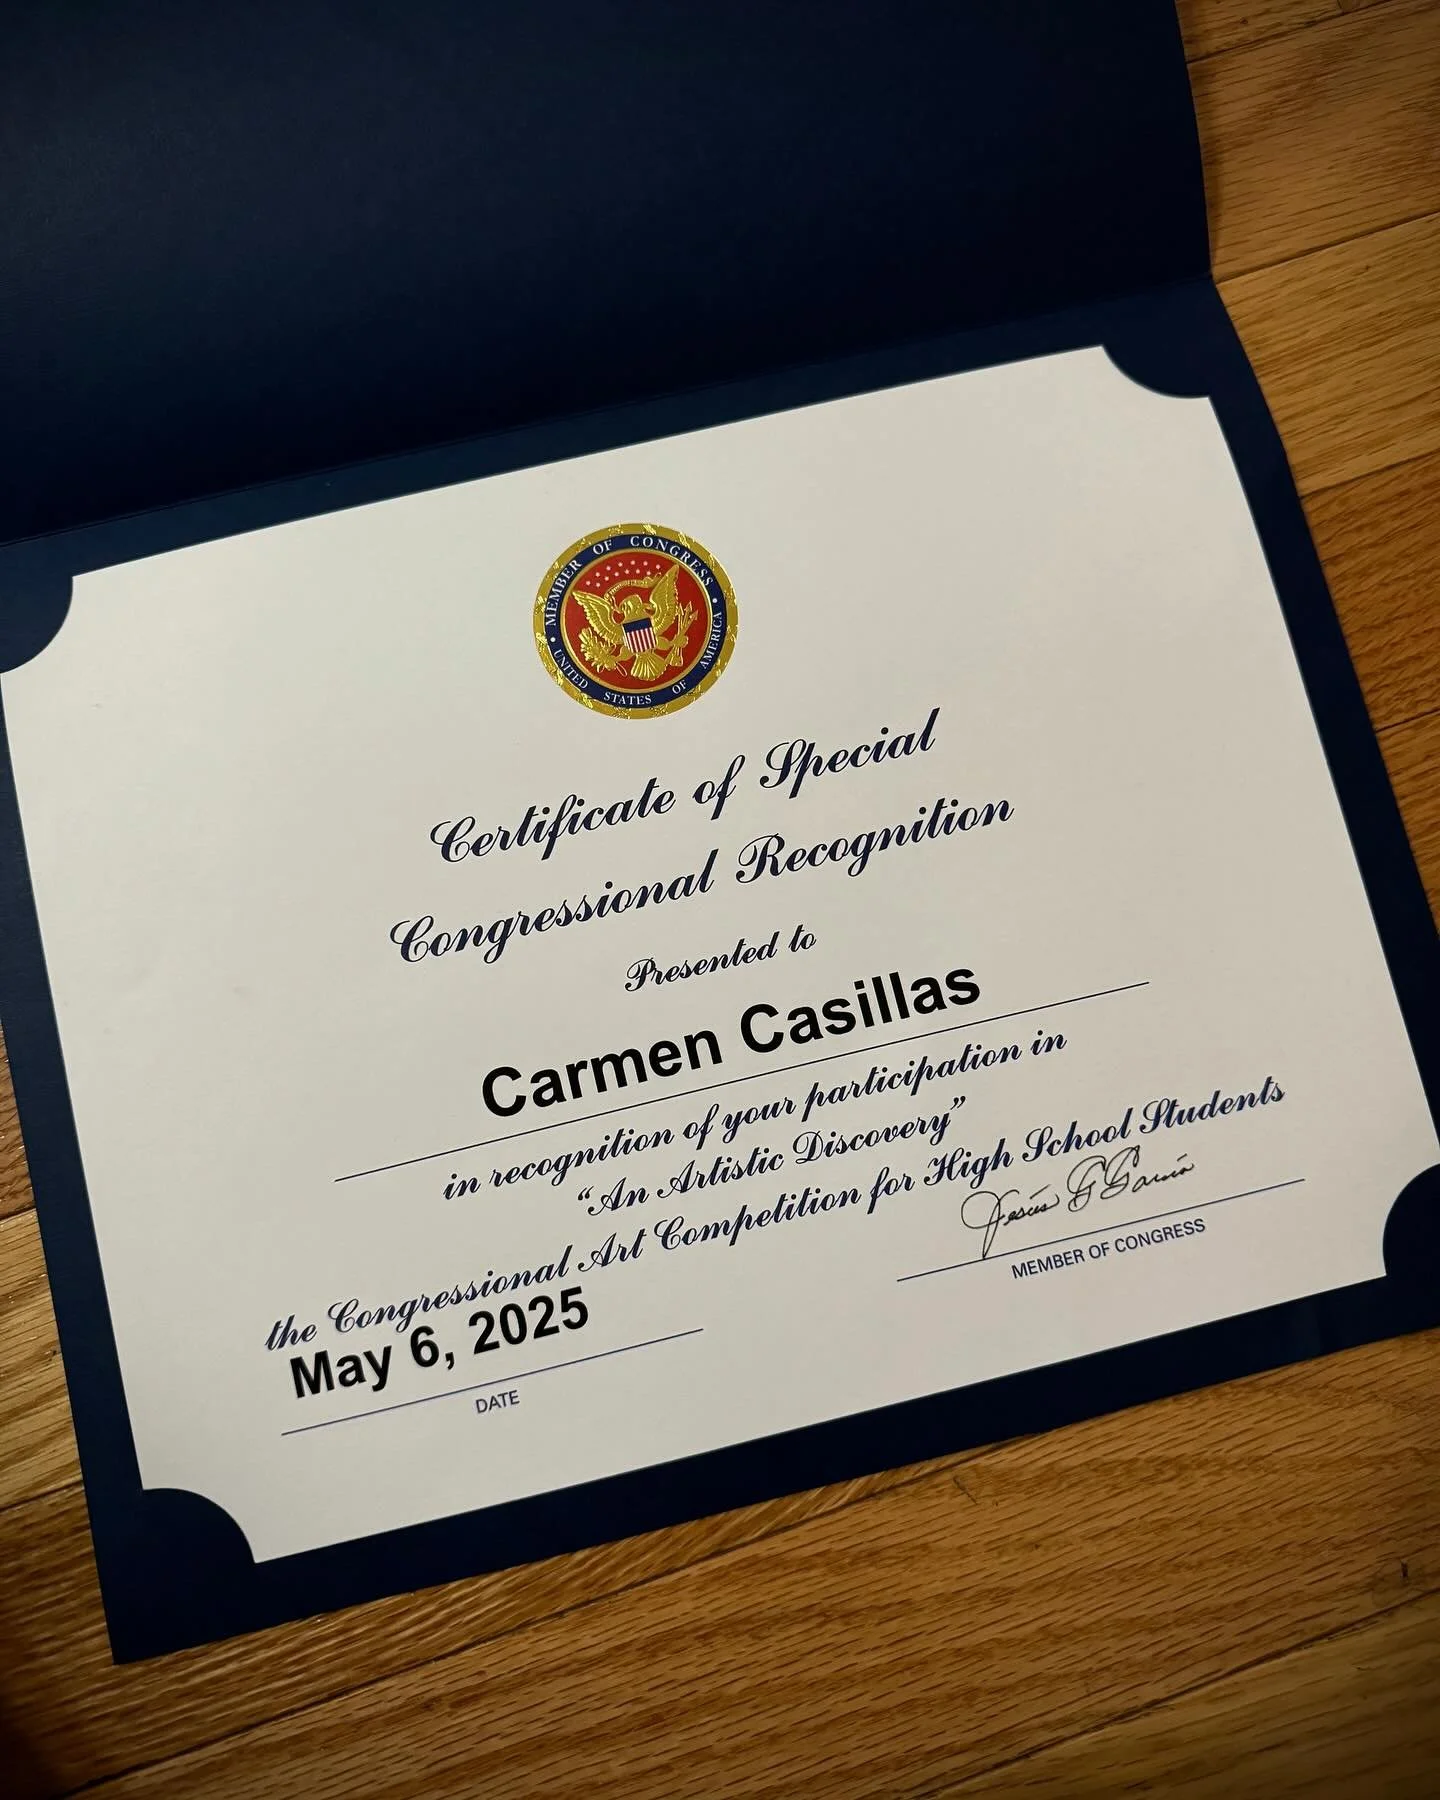 MEMBER OF CONGRESS
UNITED STATES OF AMERICA
Certificate of Special
Congressional Recognition
Presented to
Carmen Casillas
in recognition of your participation in
“An Artistic Discovery”
the Congressional Art Competition for High School Students
Jesús G García
MEMBER OF CONGRESS
May 6, 2025
DATE